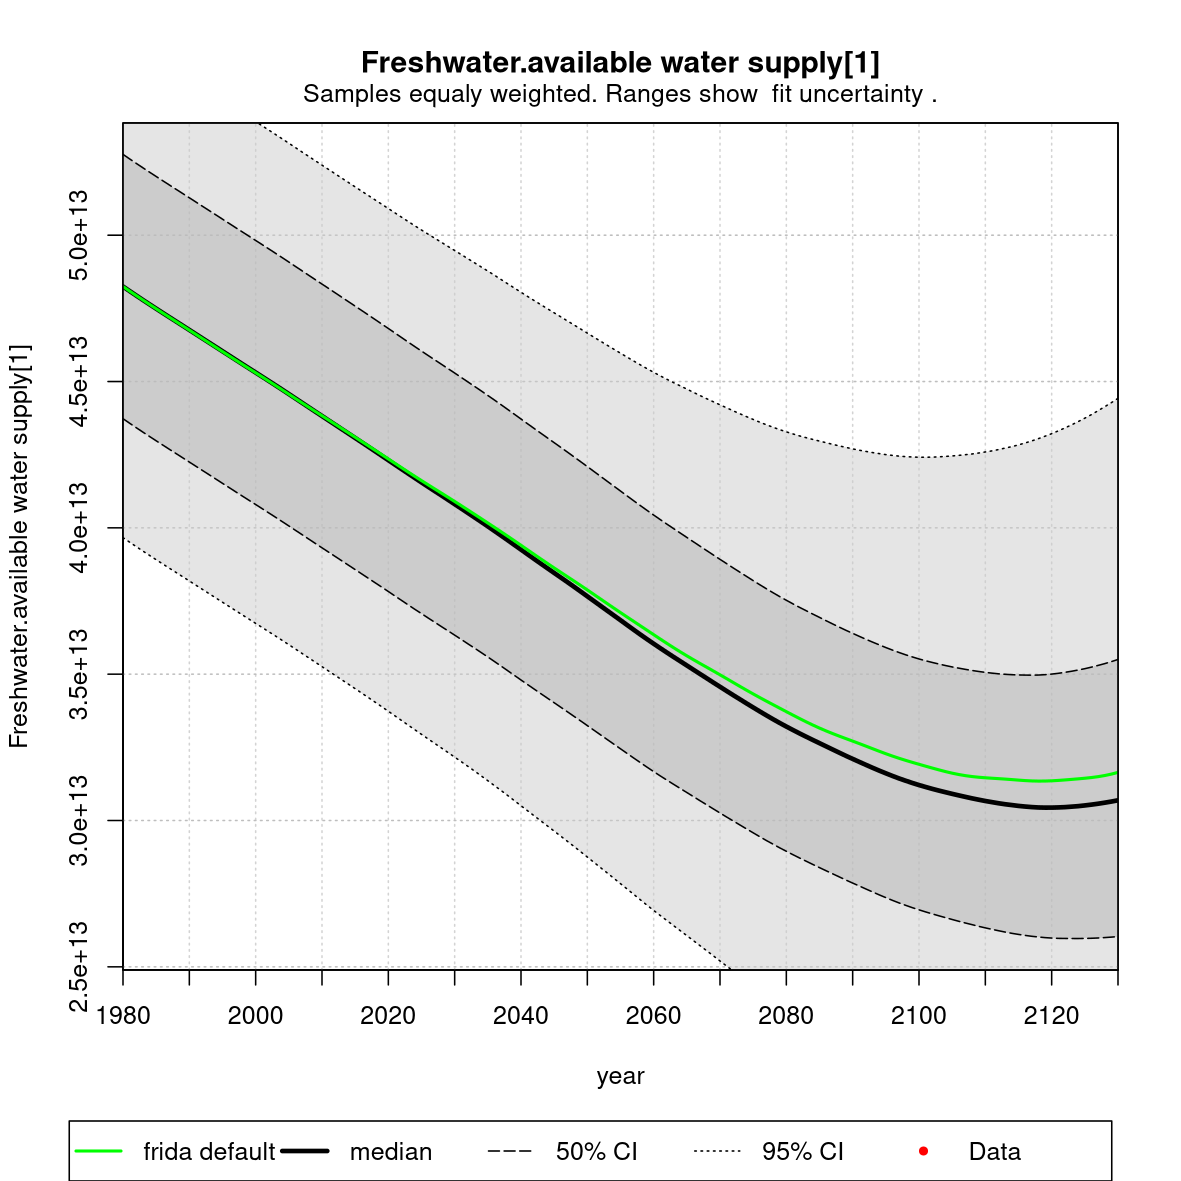 Freshwater.available water supply[1]
Samples equaly weighted. Ranges show  fit uncertainty .
Freshwater.available water supply[1]
5.0e+13
4.5e+13
4.0e+13
3.5e+13
3.0e+13
2.5e+13
1980 2000 2020 2040 2060 2080 2100 2120
year
frida default median 50% CI 95% CI Data